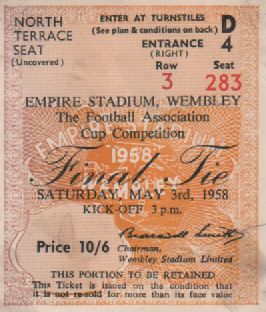 NORTH TERRACE SEAT
(Uncovered)
ENTER AT TURNSTILES
(See plan & conditions on back)
D
4
ENTRANCE
(RIGHT)
Row Seat
3 283
EMPIRE STADIUM, WEMBLEY
The Football Association
Cup Competition
EMPIRE STADIUM
1958
WEMBLEY
Final Tie
SATURDAY, MAY 3rd, 1958
KICK-OFF 3 p.m.
Price 10/6
Chairman,
Wembley Stadium Limited
THIS PORTION TO BE RETAINED
This Ticket is issued on the condition that
it is not re-sold for more than its face value